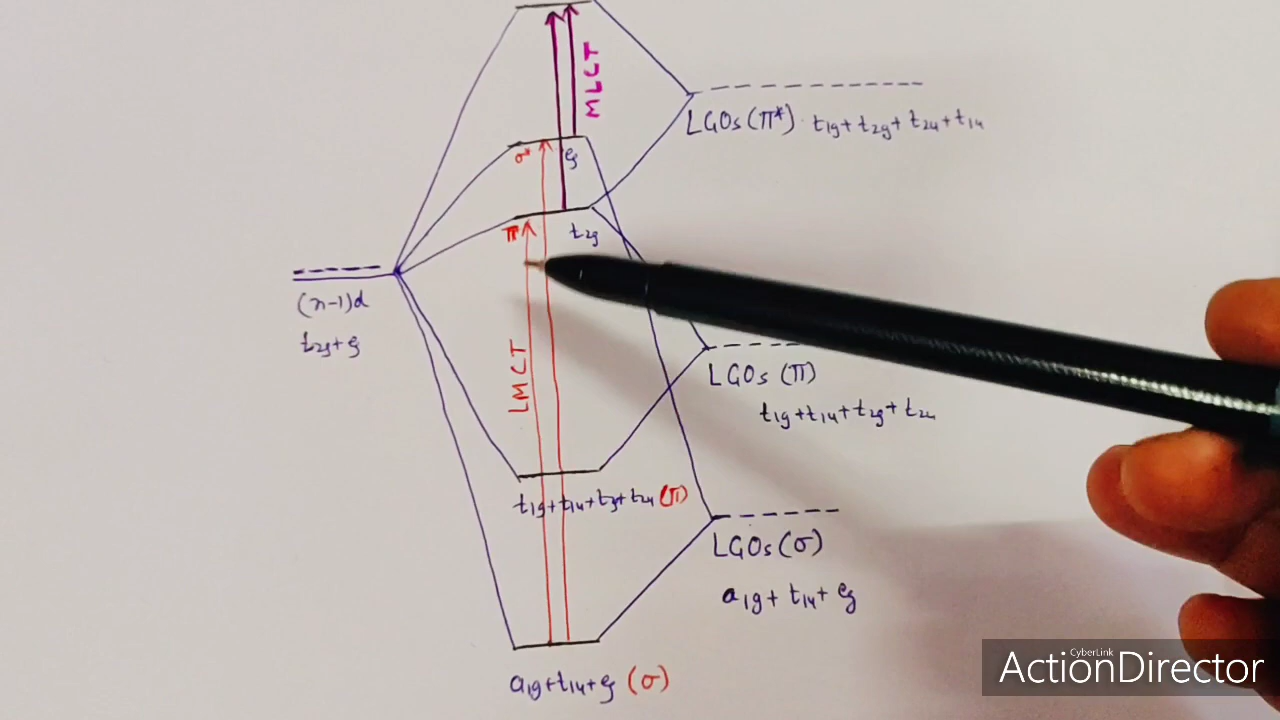 MLCT
LGOs (π*) t₁g + t₂g + t₂u + t₁u
σ* eg
π t₂g
(n-1)d
t₂g + eg
LMCT
LGOs (π)
t₁g + t₁u + t₂g + t₂u
t₁g + t₁u + t₂g + t₂u (π)
LGOs (σ)
a₁g + t₁u + eg
a₁g + t₁u + eg (σ)
CyberLink
ActionDirector